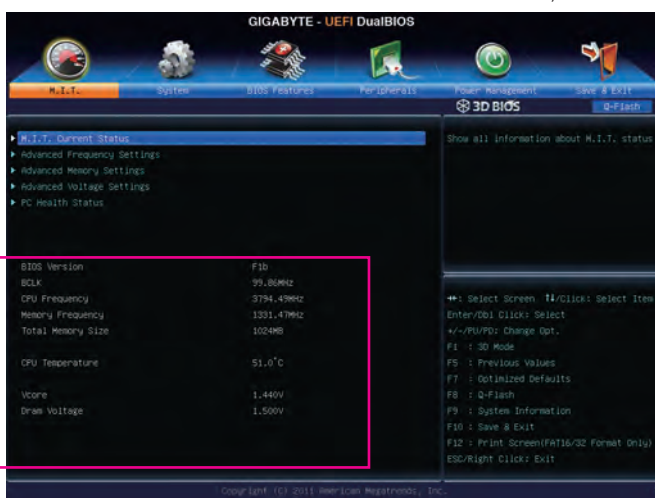 GIGABYTE - UEFI DualBIOS
M.I.T.
System
BIOS Features
Peripherals
Power Management
Save & Exit
3D BIOS
Q-Flash
M.I.T. Current Status
Advanced Frequency Settings
Advanced Memory Settings
Advanced Voltage Settings
PC Health Status
Show all information about M.I.T. status
BIOS Version F1b
BCLK 99.86MHz
CPU Frequency 3794.49MHz
Memory Frequency 1331.47MHz
Total Memory Size 1024MB
CPU Temperature 51.0°C
Vcore 1.440V
Dram Voltage 1.500V
↔: Select Screen ↑↓/Click: Select Item
Enter/Dbl Click: Select
+/-/PU/PD: Change Opt.
F1 : 3D Mode
F5 : Previous Values
F7 : Optimized Defaults
F8 : Q-Flash
F9 : System Information
F10 : Save & Exit
F12 : Print Screen(FAT16/32 Format Only)
ESC/Right Click: Exit
Copyright (C) 2011 American Megatrends, Inc.